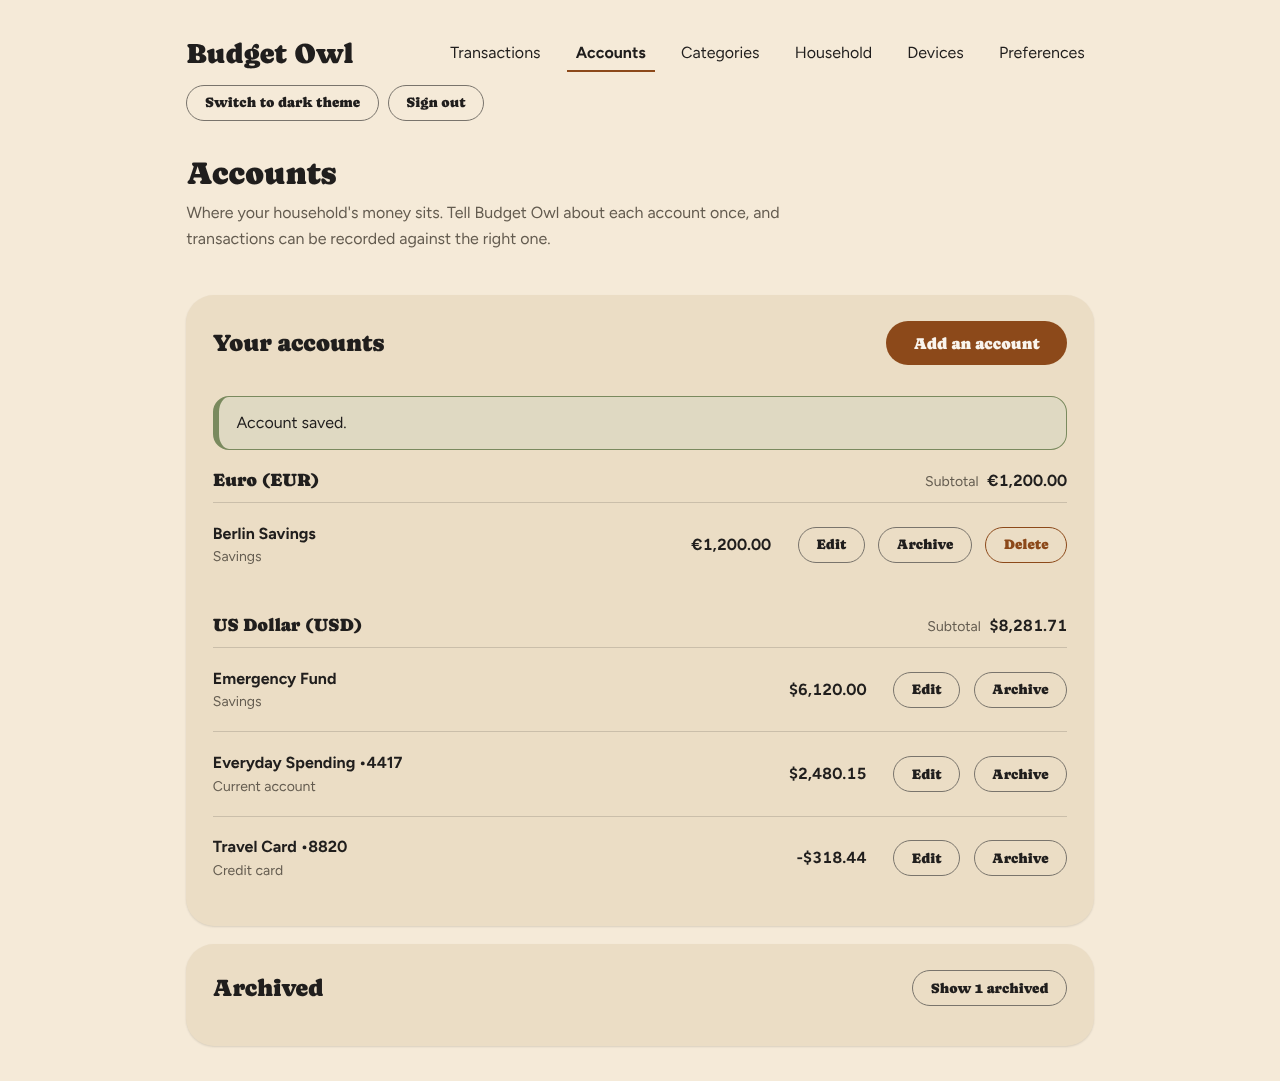 Budget Owl
Transactions
Accounts
Categories
Household
Devices
Preferences
Switch to dark theme
Sign out
Accounts
Where your household's money sits. Tell Budget Owl about each account once, and
transactions can be recorded against the right one.
Your accounts
Add an account
Account saved.
Euro (EUR)
Subtotal €1,200.00
Berlin Savings
Savings
€1,200.00
Edit
Archive
Delete
US Dollar (USD)
Subtotal $8,281.71
Emergency Fund
Savings
$6,120.00
Edit
Archive
Everyday Spending •4417
Current account
$2,480.15
Edit
Archive
Travel Card •8820
Credit card
-$318.44
Edit
Archive
Archived
Show 1 archived